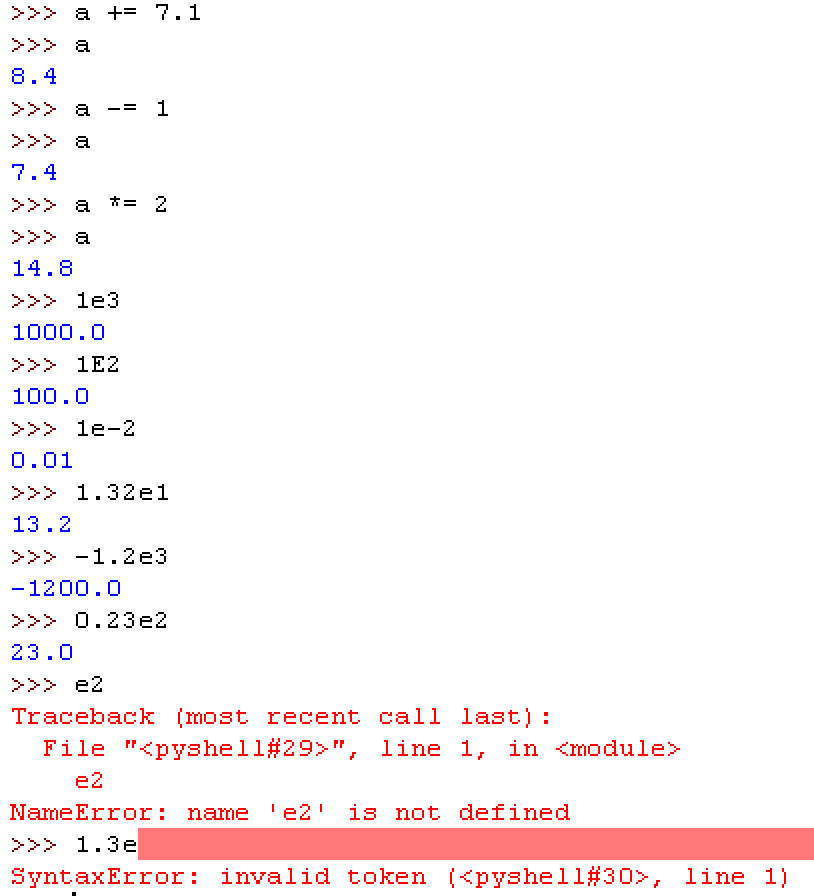 >>> a += 7.1
>>> a
8.4
>>> a -= 1
>>> a
7.4
>>> a *= 2
>>> a
14.8
>>> 1e3
1000.0
>>> 1E2
100.0
>>> 1e-2
0.01
>>> 1.32e1
13.2
>>> -1.2e3
-1200.0
>>> 0.23e2
23.0
>>> e2
Traceback (most recent call last):
  File "<pyshell#29>", line 1, in <module>
    e2
NameError: name 'e2' is not defined
>>> 1.3e
SyntaxError: invalid token (<pyshell#30>, line 1)